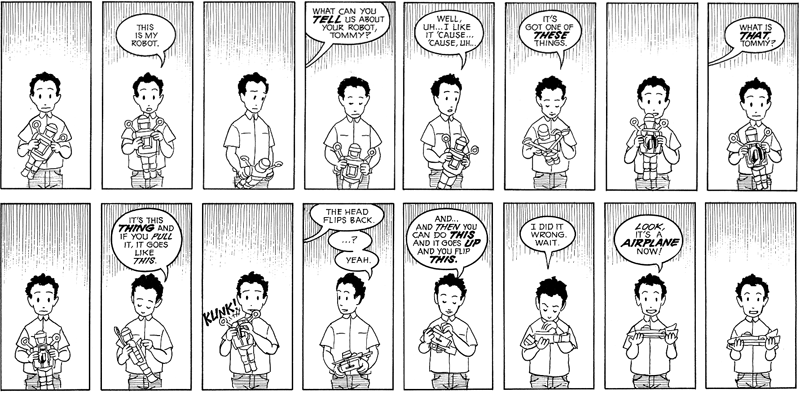 THIS
IS MY
ROBOT.
WHAT CAN YOU
TELL US ABOUT
YOUR ROBOT,
TOMMY?
WELL,
UH... I LIKE
IT 'CAUSE...
'CAUSE, UH..
IT'S
GOT ONE OF
THESE
THINGS.
WHAT IS
THAT,
TOMMY?
IT'S THIS
THING AND
IF YOU PULL
IT, IT GOES
LIKE
THIS.
KUNK!
THE HEAD
FLIPS BACK.
...?
YEAH.
AND...
AND THEN YOU
CAN DO THIS
AND IT GOES UP
AND YOU FLIP
THIS.
I DID IT
WRONG.
WAIT.
LOOK,
IT'S A
AIRPLANE
NOW!